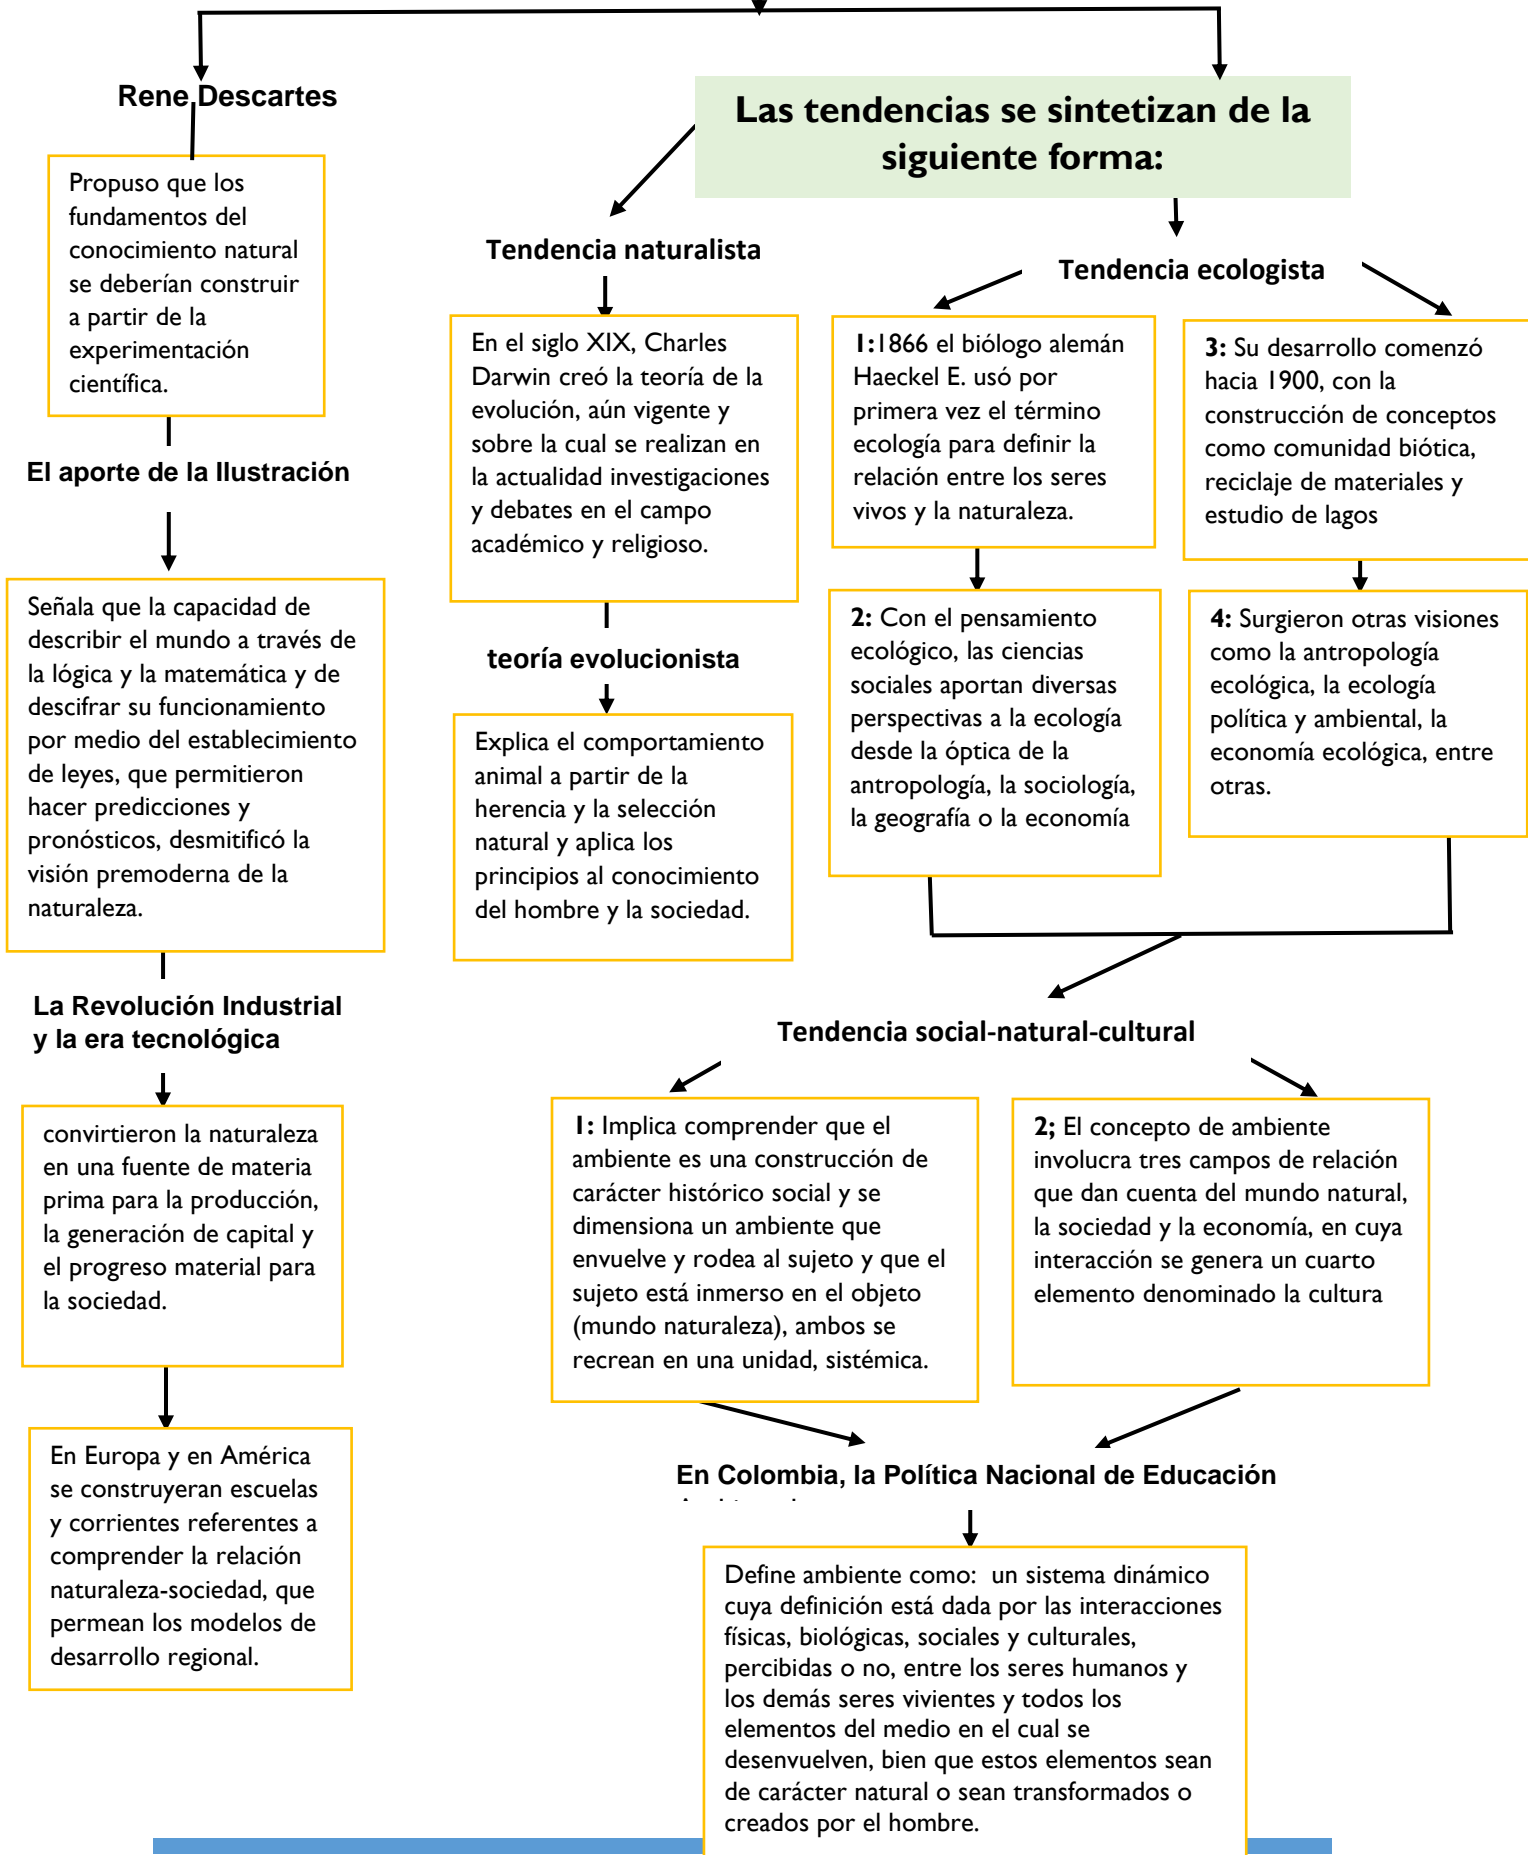 Rene Descartes
Propuso que los
fundamentos del
conocimiento natural
se deberían construir
a partir de la
experimentación
científica.
El aporte de la Ilustración
Señala que la capacidad de
describir el mundo a través de
la lógica y la matemática y de
descifrar su funcionamiento
por medio del establecimiento
de leyes, que permitieron
hacer predicciones y
pronósticos, desmitificó la
visión premoderna de la
naturaleza.
La Revolución Industrial
y la era tecnológica
convirtieron la naturaleza
en una fuente de materia
prima para la producción,
la generación de capital y
el progreso material para
la sociedad.
En Europa y en América
se construyeran escuelas
y corrientes referentes a
comprender la relación
naturaleza-sociedad, que
permean los modelos de
desarrollo regional.
Las tendencias se sintetizan de la
siguiente forma:
Tendencia naturalista
En el siglo XIX, Charles
Darwin creó la teoría de la
evolución, aún vigente y
sobre la cual se realizan en
la actualidad investigaciones
y debates en el campo
académico y religioso.
teoría evolucionista
Explica el comportamiento
animal a partir de la
herencia y la selección
natural y aplica los
principios al conocimiento
del hombre y la sociedad.
Tendencia ecologista
1:1866 el biólogo alemán
Haeckel E. usó por
primera vez el término
ecología para definir la
relación entre los seres
vivos y la naturaleza.
2: Con el pensamiento
ecológico, las ciencias
sociales aportan diversas
perspectivas a la ecología
desde la óptica de la
antropología, la sociología,
la geografía o la economía
3: Su desarrollo comenzó
hacia 1900, con la
construcción de conceptos
como comunidad biótica,
reciclaje de materiales y
estudio de lagos
4: Surgieron otras visiones
como la antropología
ecológica, la ecología
política y ambiental, la
economía ecológica, entre
otras.
Tendencia social-natural-cultural
1: Implica comprender que el
ambiente es una construcción de
carácter histórico social y se
dimensiona un ambiente que
envuelve y rodea al sujeto y que el
sujeto está inmerso en el objeto
(mundo naturaleza), ambos se
recrean en una unidad, sistémica.
2; El concepto de ambiente
involucra tres campos de relación
que dan cuenta del mundo natural,
la sociedad y la economía, en cuya
interacción se genera un cuarto
elemento denominado la cultura
En Colombia, la Política Nacional de Educación
Define ambiente como: un sistema dinámico
cuya definición está dada por las interacciones
físicas, biológicas, sociales y culturales,
percibidas o no, entre los seres humanos y
los demás seres vivientes y todos los
elementos del medio en el cual se
desenvuelven, bien que estos elementos sean
de carácter natural o sean transformados o
creados por el hombre.